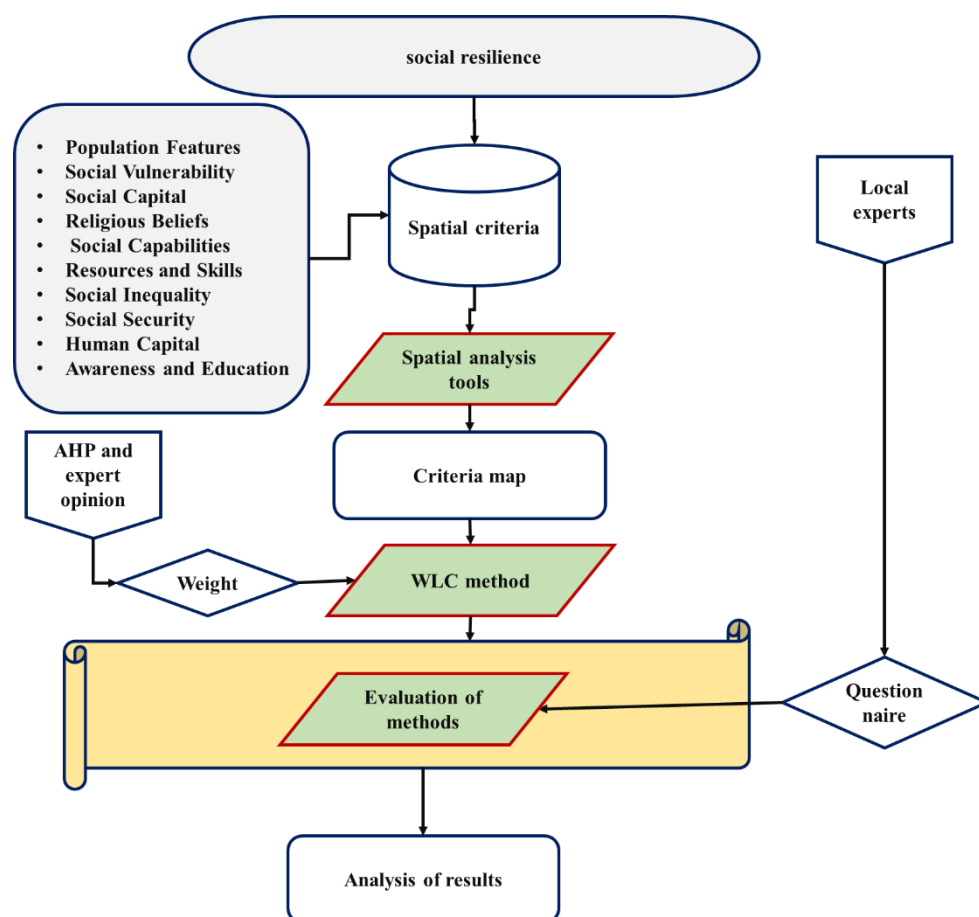 social resilience
• Population Features
• Social Vulnerability
• Social Capital
• Religious Beliefs
• Social Capabilities
• Resources and Skills
• Social Inequality
• Social Security
• Human Capital
• Awareness and Education
Spatial criteria
Local
experts
Spatial analysis
tools
AHP and
expert
opinion
Criteria map
Weight
WLC method
Evaluation of
methods
Question
naire
Analysis of results